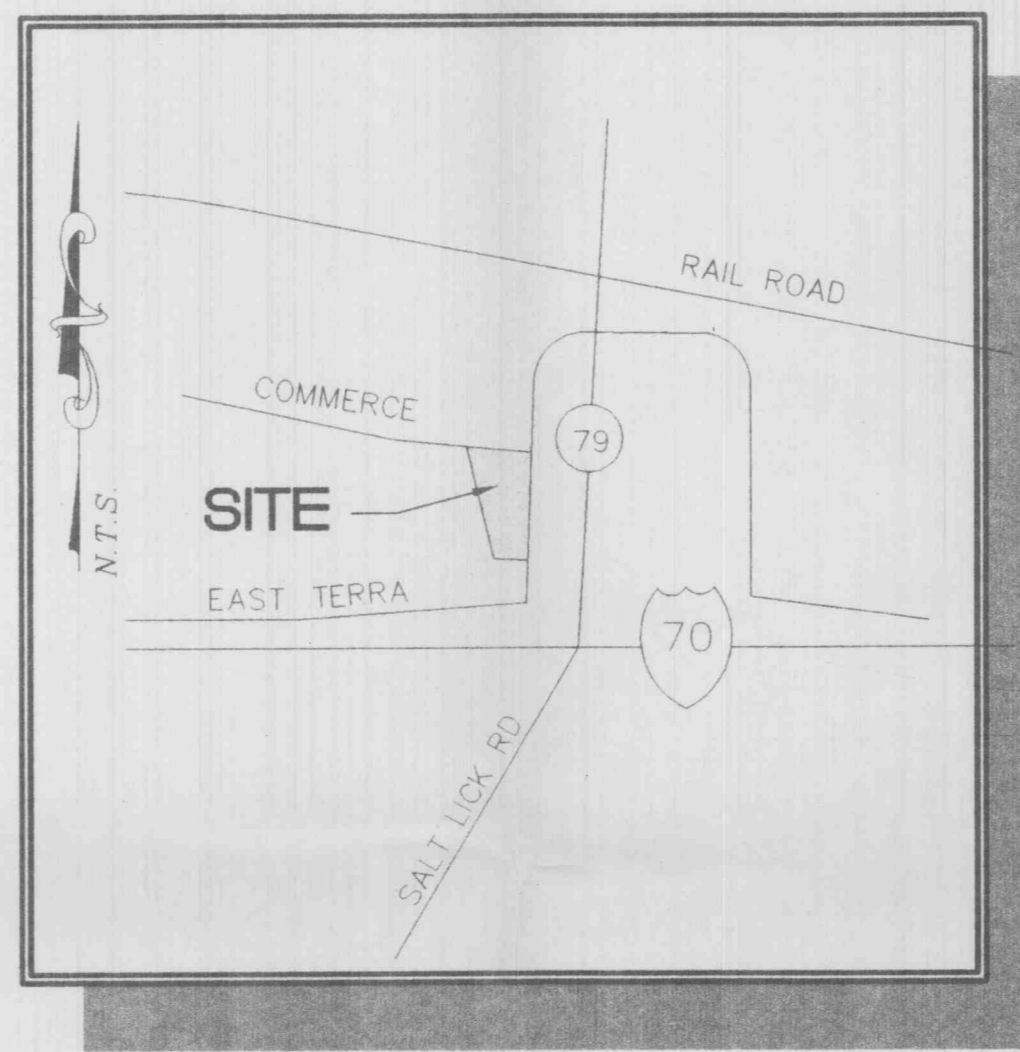 RAIL ROAD
COMMERCE
79
SITE
N.T.S.
EAST TERRA
70
SALT LICK RD